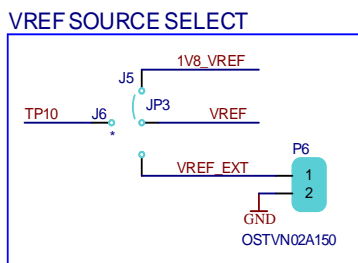 VREF SOURCE SELECT
1V8_VREF
J5
JP3
TP10
J6
VREF
*
P6
VREF_EXT
1
2
GND
OSTVN02A150